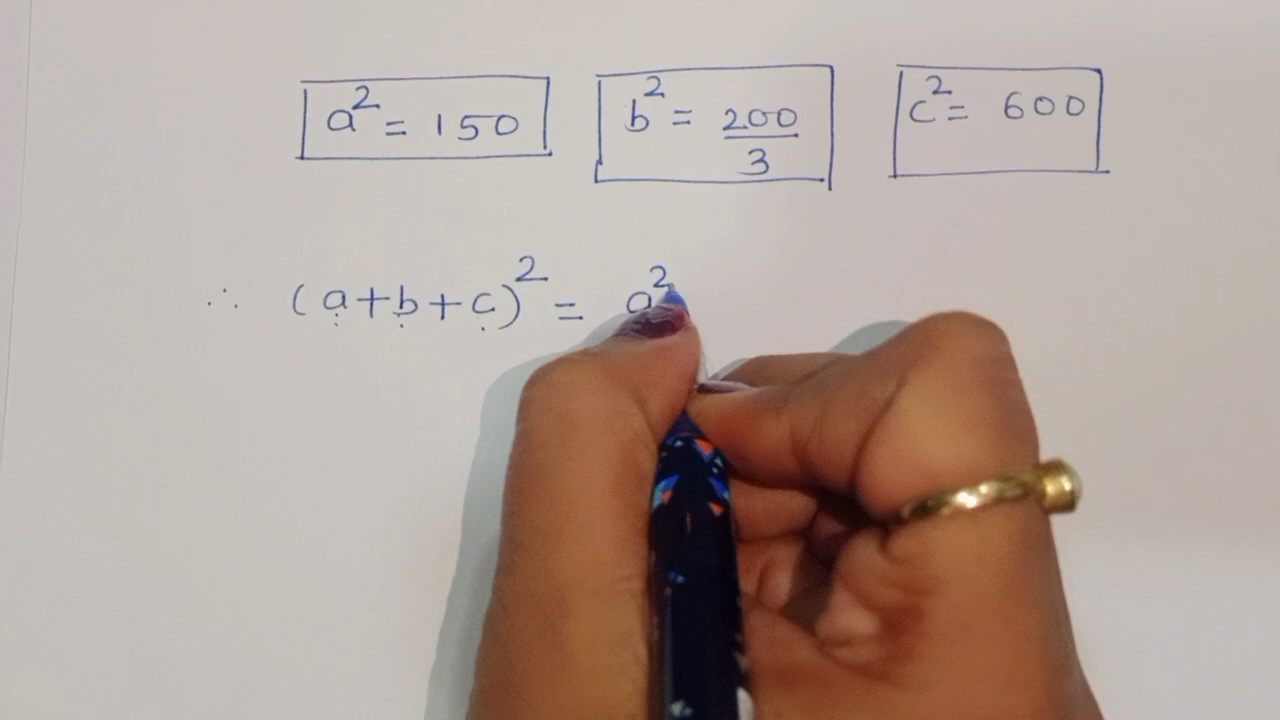 a² = 150 b² = 200/3 c² = 600
∴ (a+b+c)² = a²